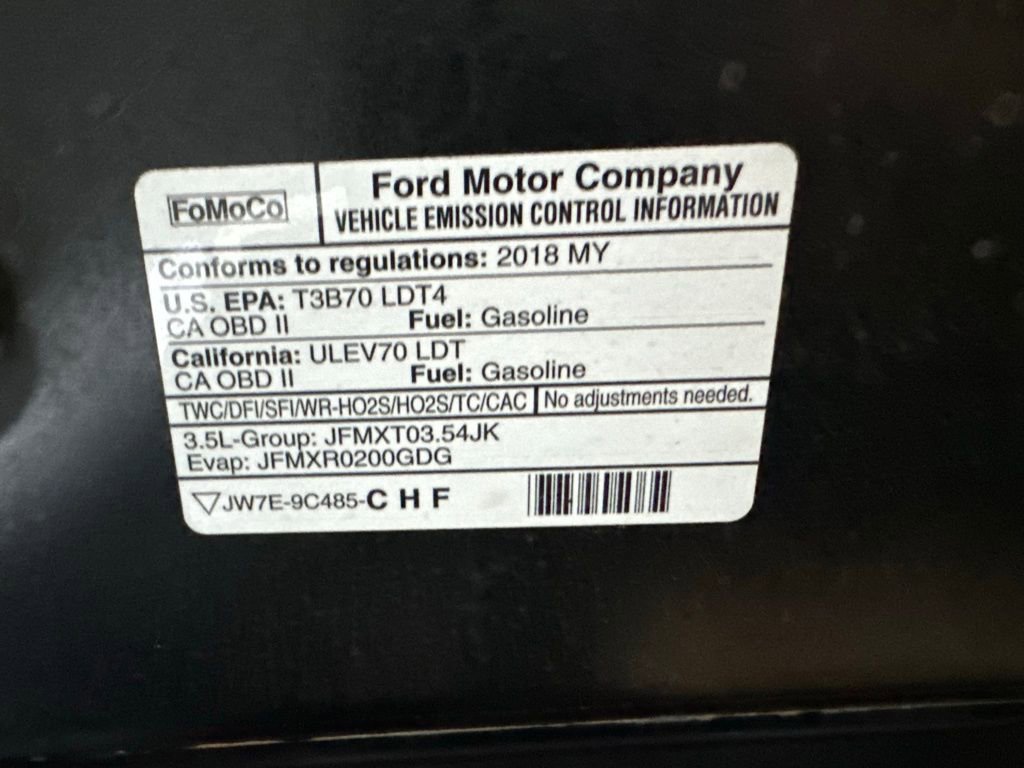 FoMoCo
Ford Motor Company
VEHICLE EMISSION CONTROL INFORMATION
Conforms to regulations: 2018 MY
U.S. EPA: T3B70 LDT4
CA OBD II Fuel: Gasoline
California: ULEV70 LDT
CA OBD II Fuel: Gasoline
TWC/DFI/SFI/WR-HO2S/HO2S/TC/CAC No adjustments needed.
3.5L-Group: JFMXT03.54JK
Evap: JFMXR0200GDG
▽JW7E-9C485-C H F